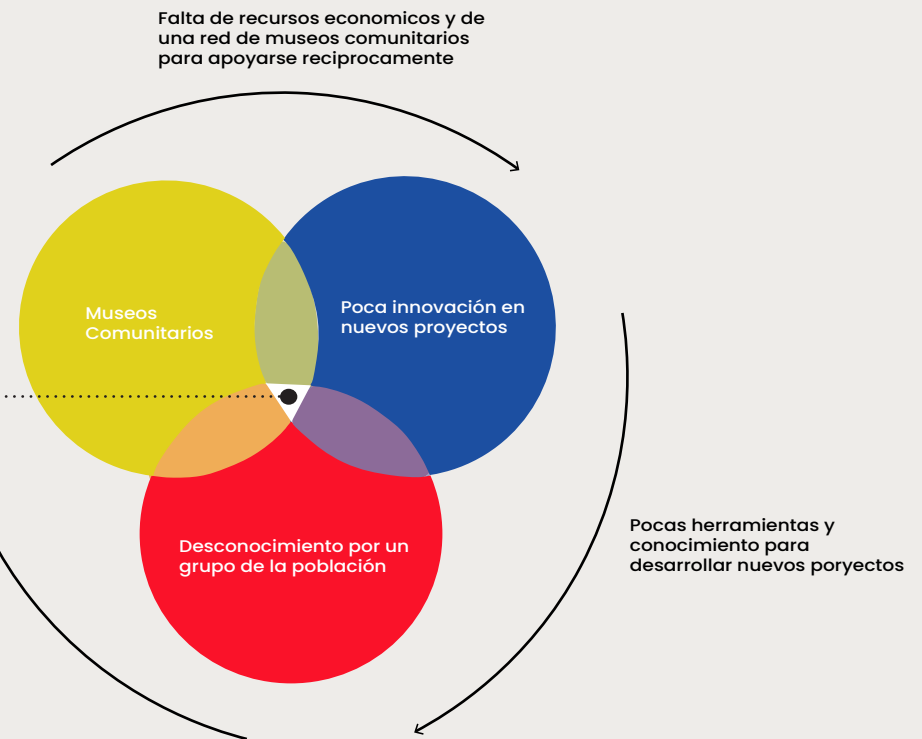 Falta de recursos economicos y de
una red de museos comunitarios
para apoyarse reciprocamente
Museos
Comunitarios
Poca innovación en
nuevos proyectos
Desconocimiento por un
grupo de la población
Pocas herramientas y
conocimiento para
desarrollar nuevos poryectos